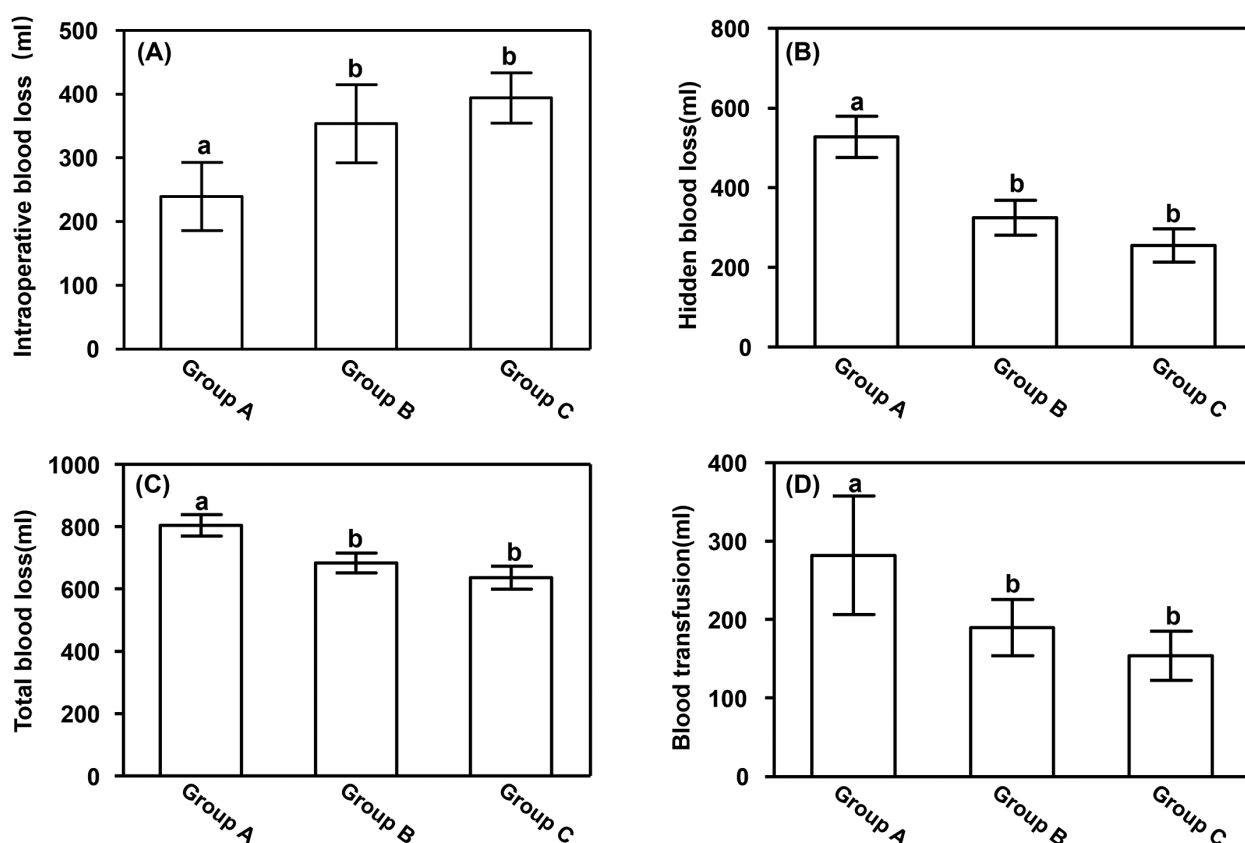 (A)
Intraoperative blood loss (ml)
500
400
300
200
100
0
a
b
b
Group A
Group B
Group C
(B)
Hidden blood loss(ml)
800
600
400
200
0
a
b
b
Group A
Group B
Group C
(C)
Total blood loss(ml)
1000
800
600
400
200
0
a
b
b
Group A
Group B
Group C
(D)
Blood transfusion(ml)
400
300
200
100
0
a
b
b
Group A
Group B
Group C